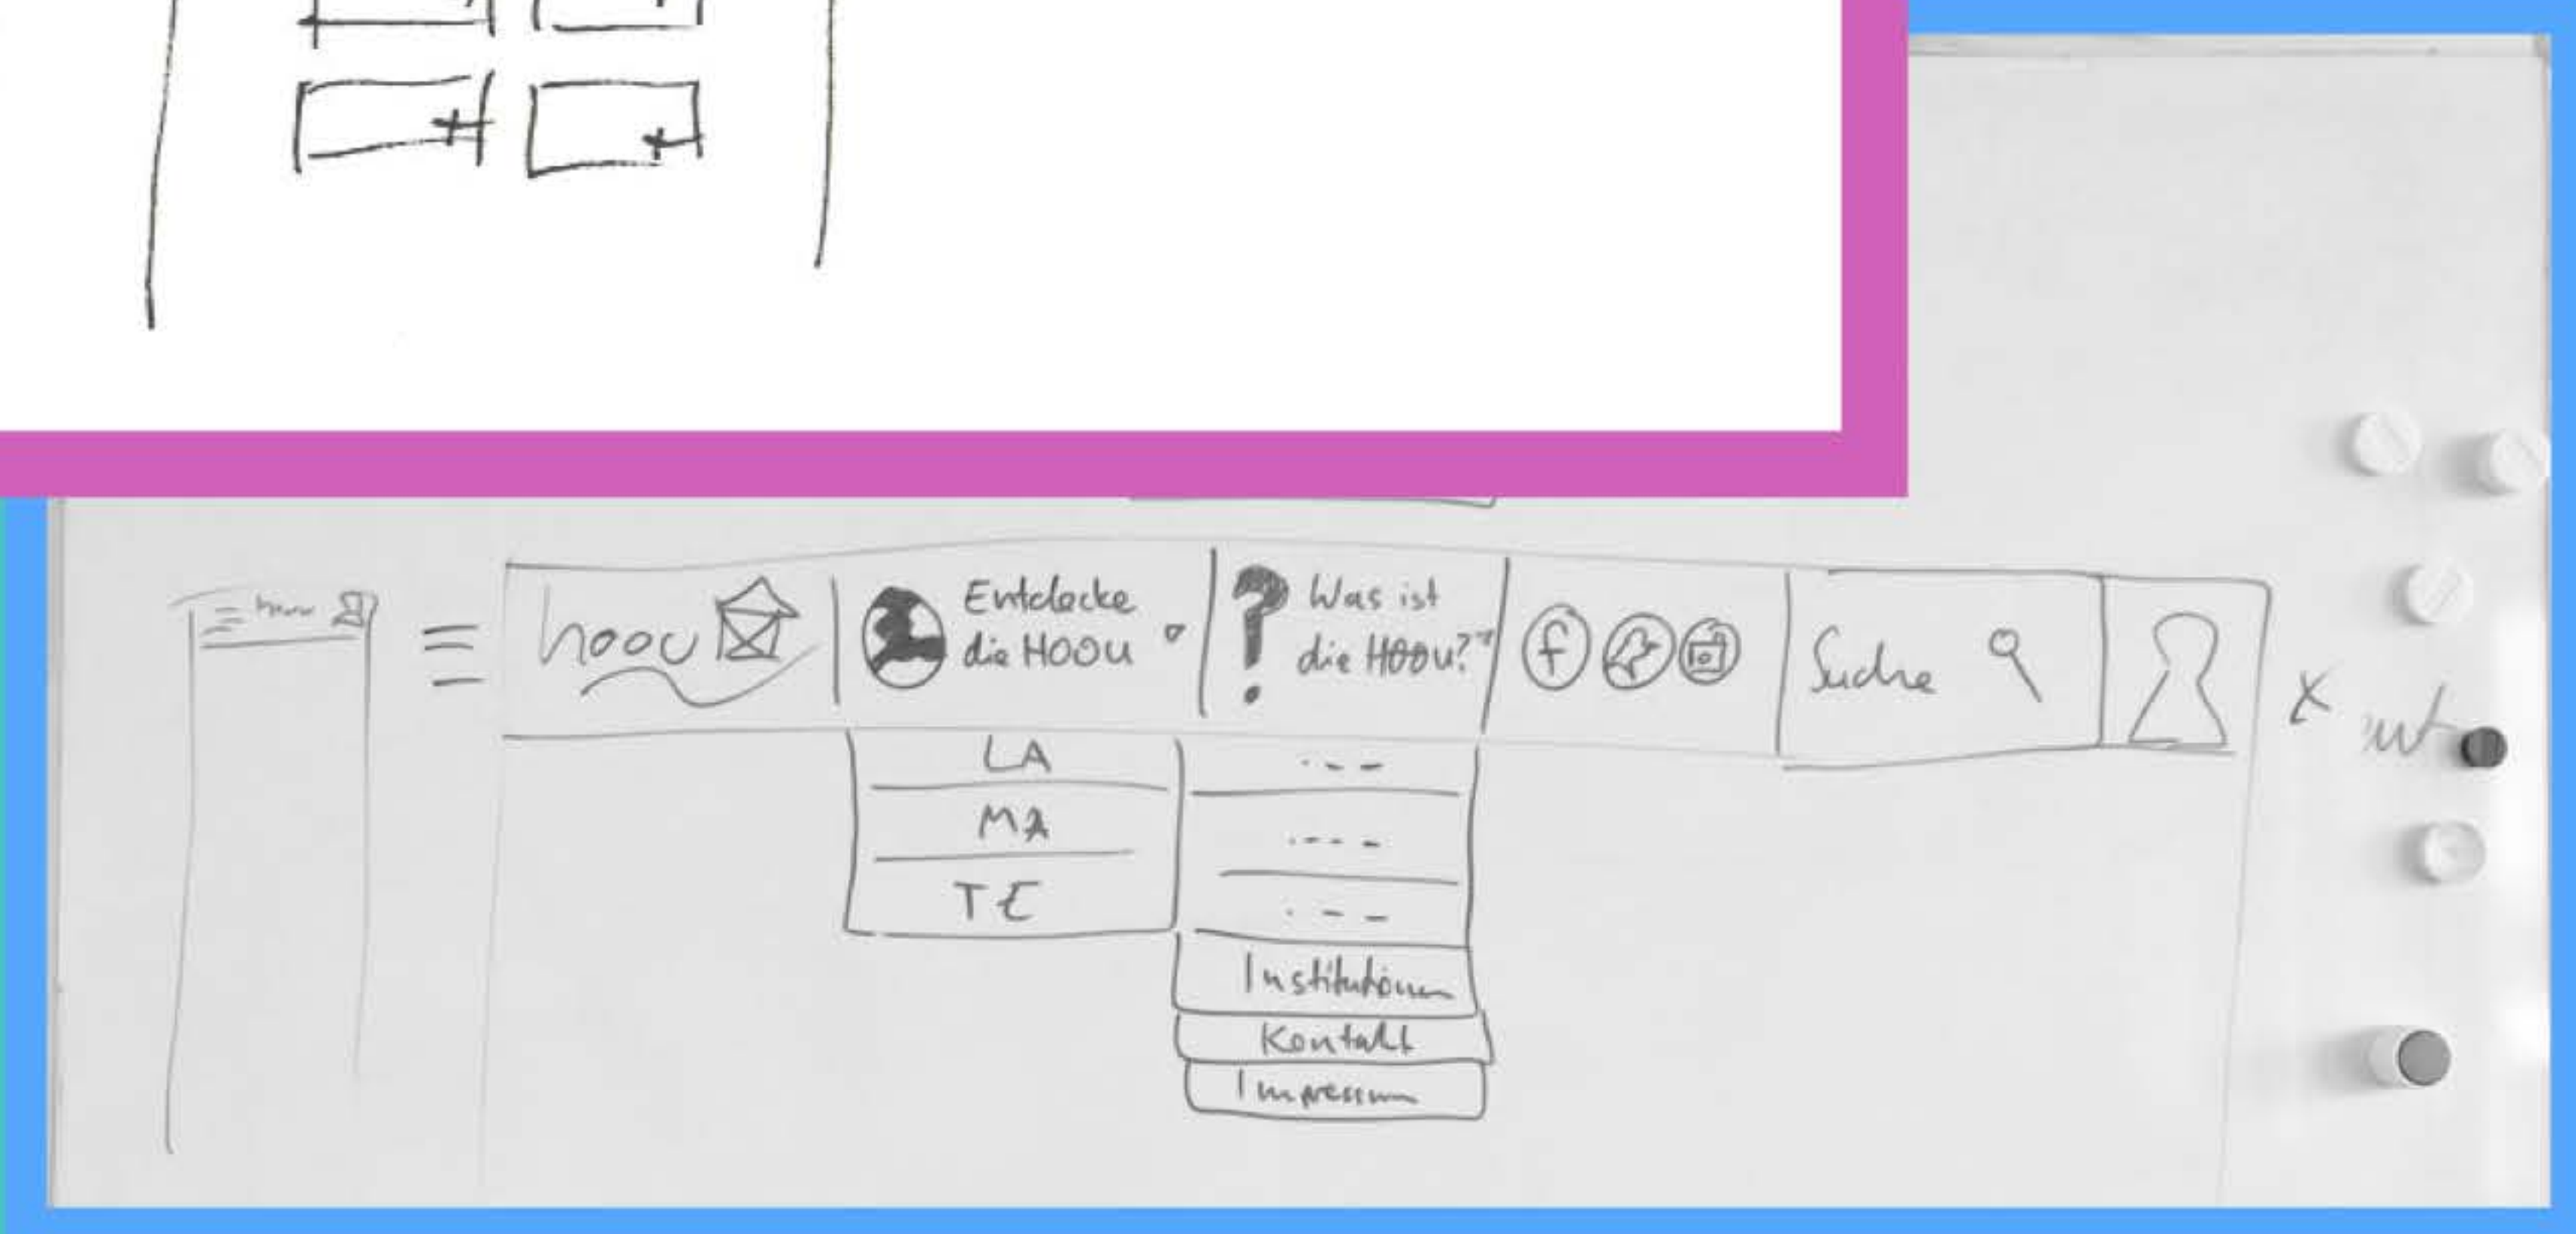 hoou
Entdecke
die HOOU
Was ist
die HOOU?
f
Suche
x
LA
MA
TE
Institutionen
Kontakt
Impressum